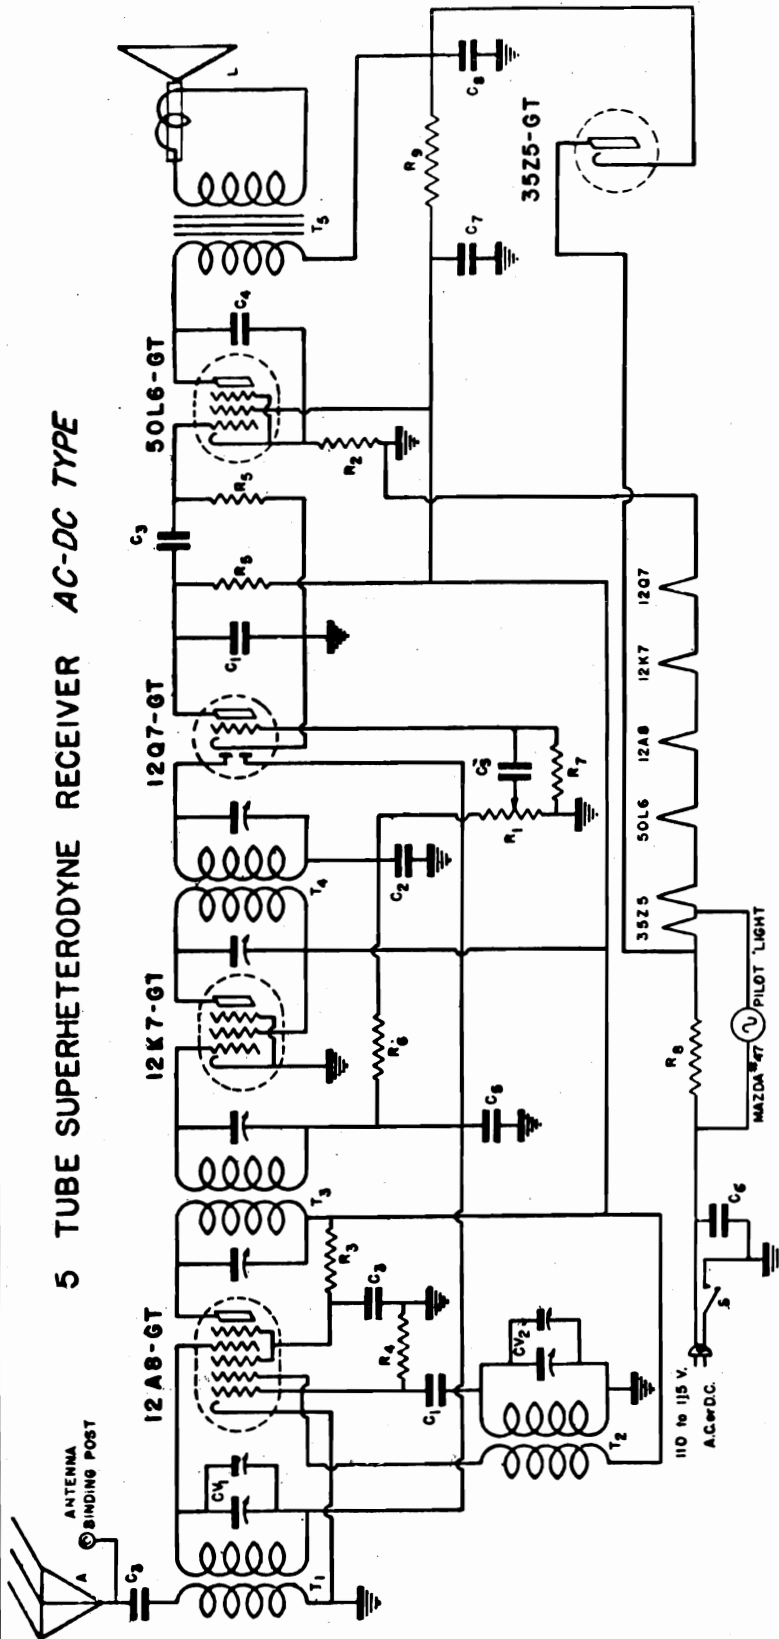 5 TUBE SUPERHETERODYNE RECEIVER AC-DC TYPE
ANTENNA
BINDING POST
A
C3
T1
CV1
12A8-GT
R3
C3
R4
C1
T2
CV2
T3
12K7-GT
C5
R6
T4
C2
12Q7-GT
C5
R1
R7
C1
R5
C3
R5
50L6-GT
R2
C4
T5
L
C7
R9
C8
35Z5-GT
110 to 115 V.
A.C. or D.C.
S
C6
R8
MAZDA #47
PILOT LIGHT
35Z5
50L6
12A8
12K7
12Q7